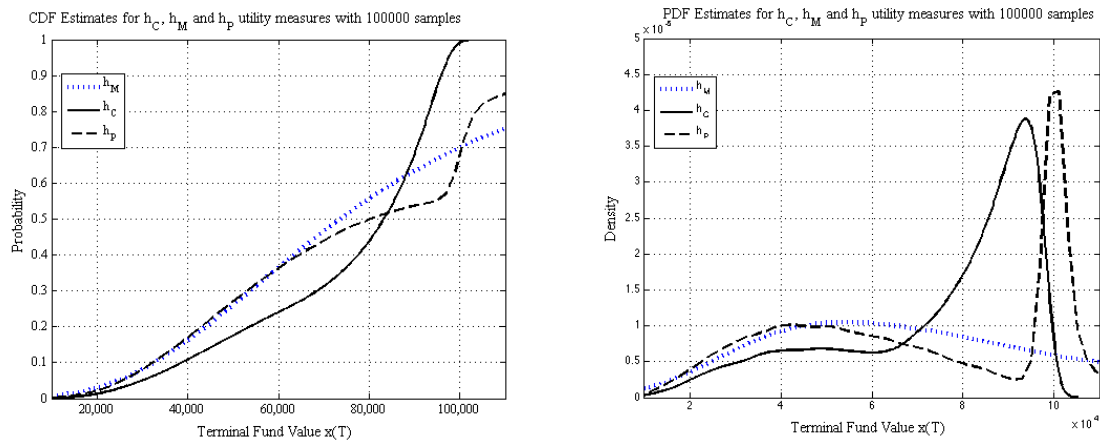 CDF Estimates for h_C, h_M and h_P utility measures with 100000 samples
1
0.9
0.8
0.7
0.6
0.5
0.4
0.3
0.2
0.1
0
Probability
h_M
h_C
h_P
20,000 40,000 60,000 80,000 100,000
Terminal Fund Value x(T)
PDF Estimates for h_C, h_M and h_P utility measures with 100000 samples
x 10^-5
5
4.5
4
3.5
3
2.5
2
1.5
1
0.5
0
Density
h_M
h_C
h_P
2 4 6 8 10
x 10^4
Terminal Fund Value x(T)